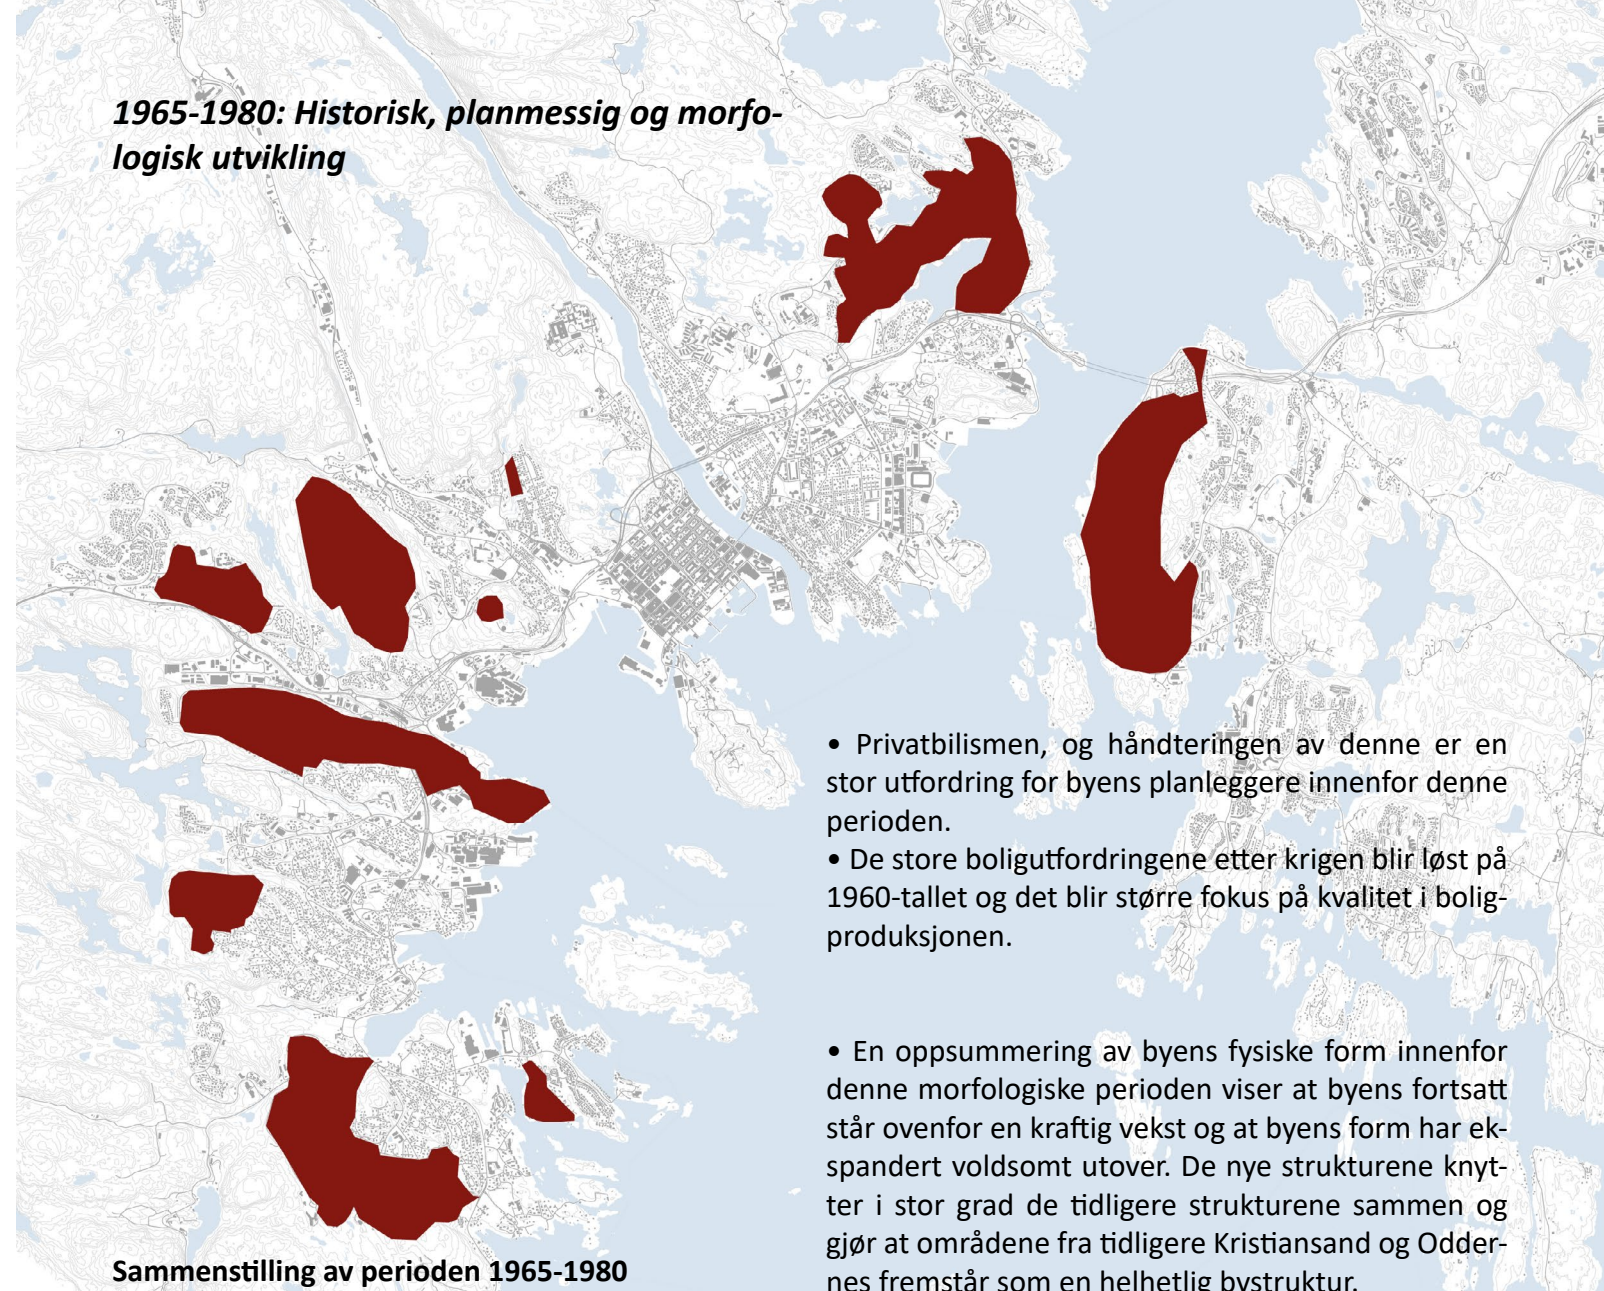 1965-1980: Historisk, planmessig og morfo-
logisk utvikling
• Privatbilismen, og håndteringen av denne er en
stor utfordring for byens planleggere innenfor denne
perioden.
• De store boligutfordringene etter krigen blir løst på
1960-tallet og det blir større fokus på kvalitet i bolig-
produksjonen.
• En oppsummering av byens fysiske form innenfor
denne morfologiske perioden viser at byens fortsatt
står ovenfor en kraftig vekst og at byens form har ek-
spandert voldsomt utover. De nye strukturene knyt-
ter i stor grad de tidligere strukturene sammen og
gjør at områdene fra tidligere Kristiansand og Odder-
nes fremstår som en helhetlig bystruktur.
Sammenstilling av perioden 1965-1980